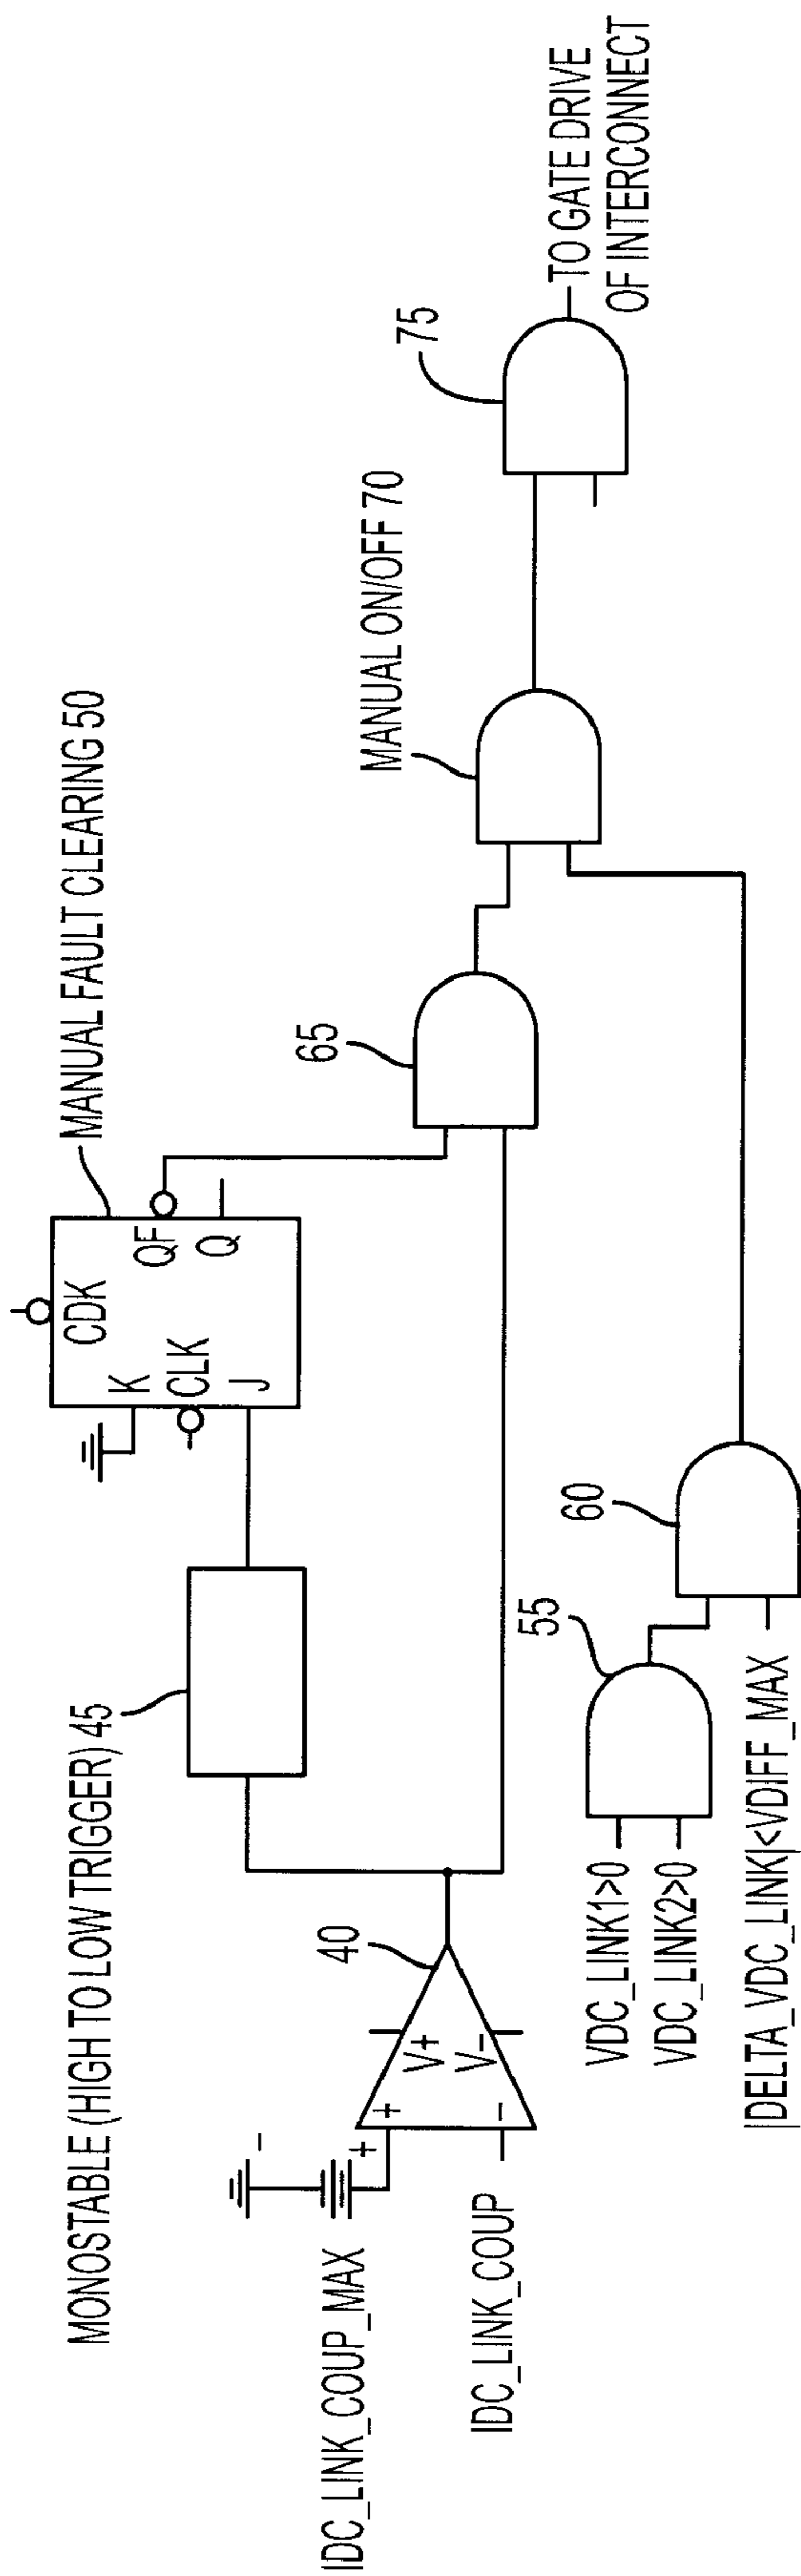 MONOSTABLE (HIGH TO LOW TRIGGER) 45
MANUAL FAULT CLEARING 50
K
CLK
J
CDK
QF
Q
IDC_LINK_COUP_MAX
-
+
+
-
V+
V-
40
IDC_LINK_COUP
65
MANUAL ON/OFF 70
75
TO GATE DRIVE
OF INTERCONNECT
VDC_LINK1>0
VDC_LINK2>0
55
60
|DELTA_VDC_LINK|<VDIFF_MAX